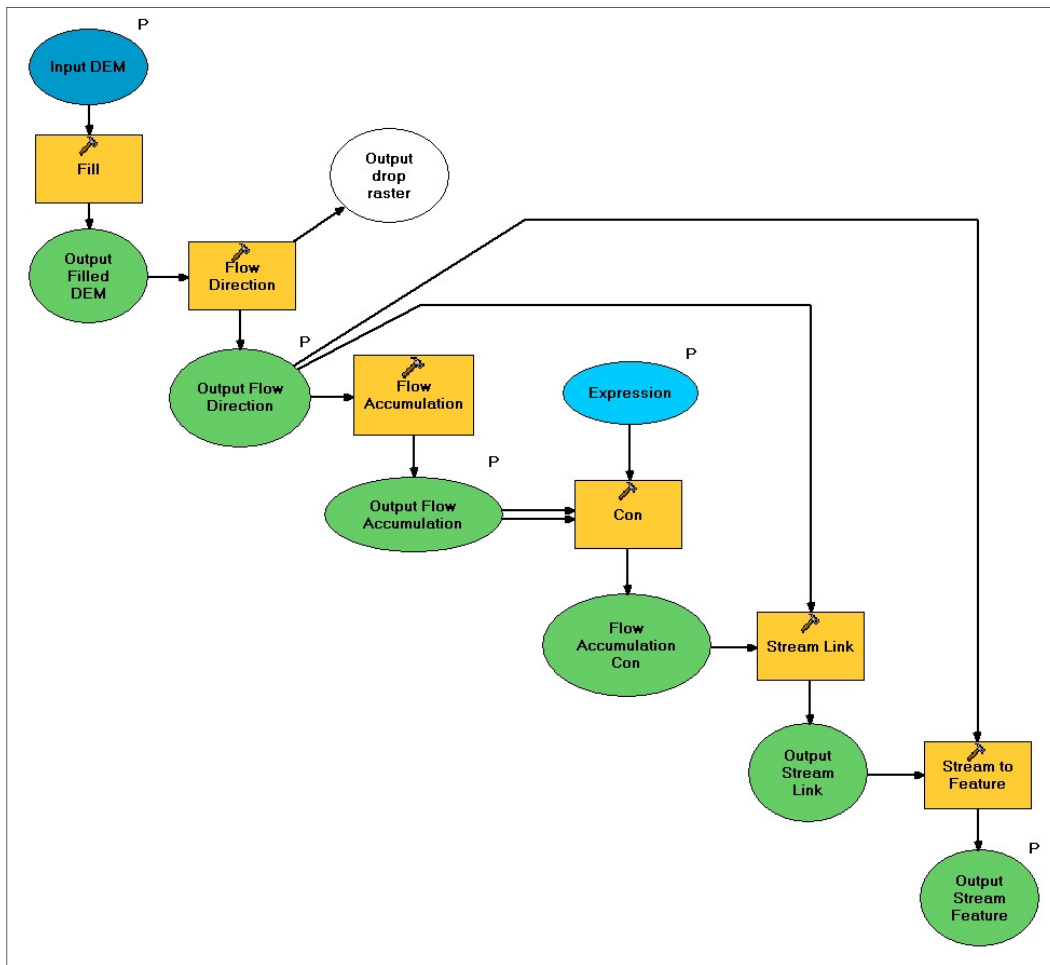 P
Input DEM
Fill
Output
drop
raster
Output
Filled
DEM
Flow
Direction
P
Output Flow
Direction
Flow
Accumulation
P
Expression
P
Output Flow
Accumulation
Con
Flow
Accumulation
Con
Stream Link
Output
Stream
Link
Stream to
Feature
P
Output
Stream
Feature